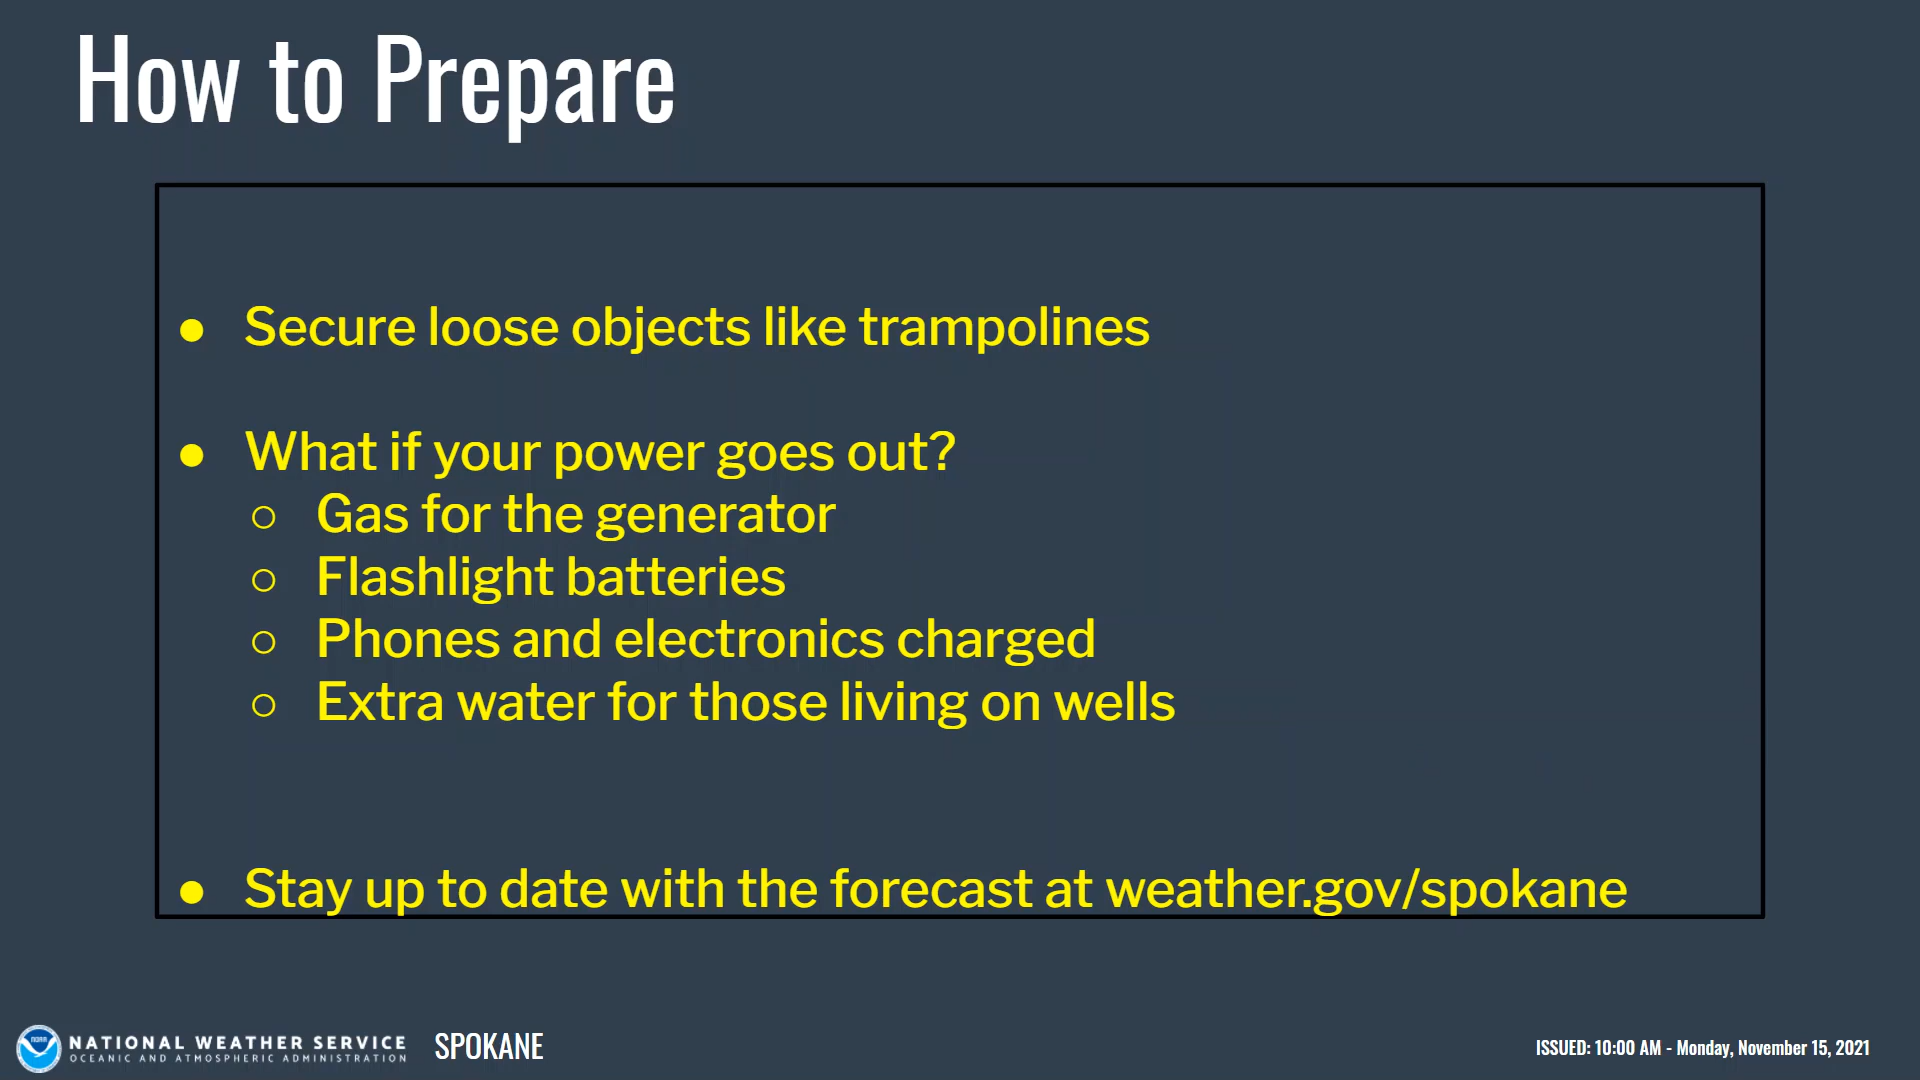 How to Prepare
● Secure loose objects like trampolines
● What if your power goes out?
○ Gas for the generator
○ Flashlight batteries
○ Phones and electronics charged
○ Extra water for those living on wells
● Stay up to date with the forecast at weather.gov/spokane
NOAA
NATIONAL WEATHER SERVICE
OCEANIC AND ATMOSPHERIC ADMINISTRATION
SPOKANE
ISSUED: 10:00 AM - Monday, November 15, 2021